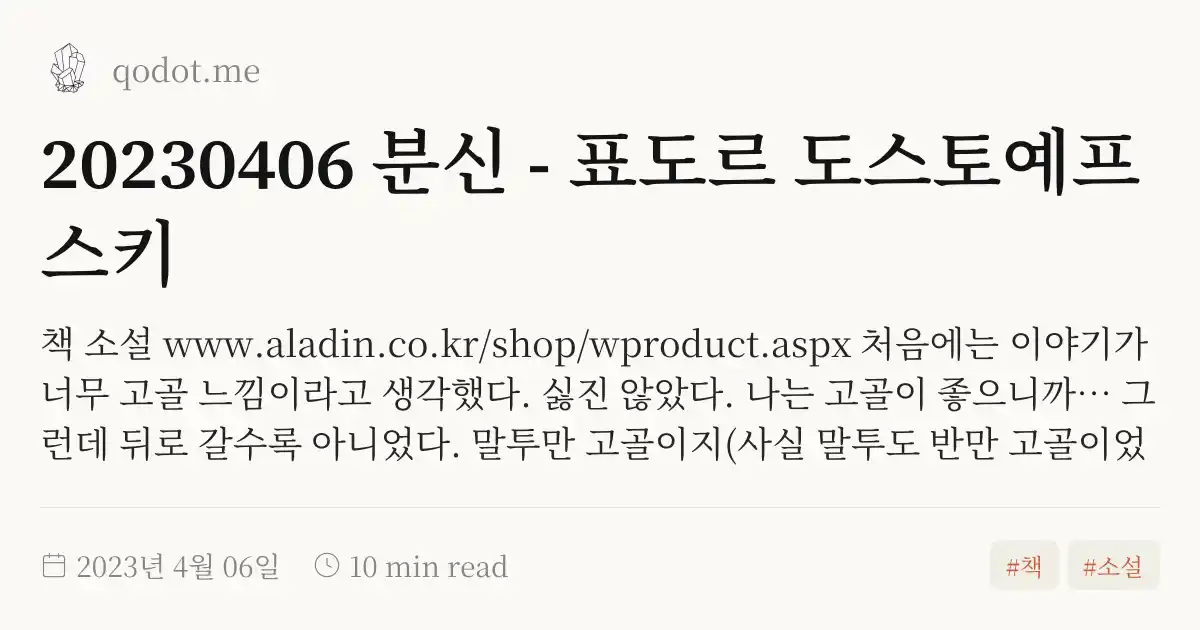 qodot.me
20230406 분신 - 표도르 도스토예프
스키
책 소설 www.aladin.co.kr/shop/wproduct.aspx 처음에는 이야기가
너무 고골 느낌이라고 생각했다. 싫진 않았다. 나는 고골이 좋으니까… 그
런데 뒤로 갈수록 아니었다. 말투만 고골이지(사실 말투도 반만 고골이었
2023년 4월 06일 10 min read #책 #소설